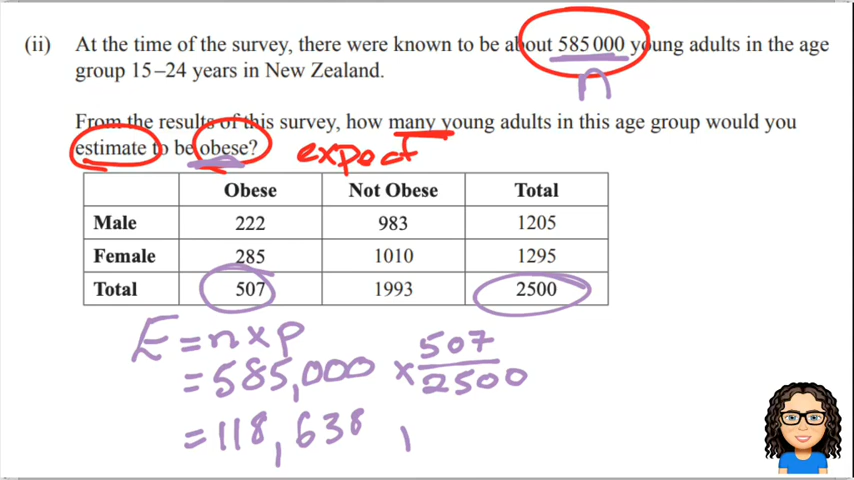 (ii) At the time of the survey, there were known to be about 585 000 young adults in the age
group 15–24 years in New Zealand.
n
From the results of this survey, how many young adults in this age group would you
estimate to be obese?
expect
Obese Not Obese Total
Male 222 983 1205
Female 285 1010 1295
Total 507 1993 2500
E = n x p
= 585,000 x 507/2500
= 118,638